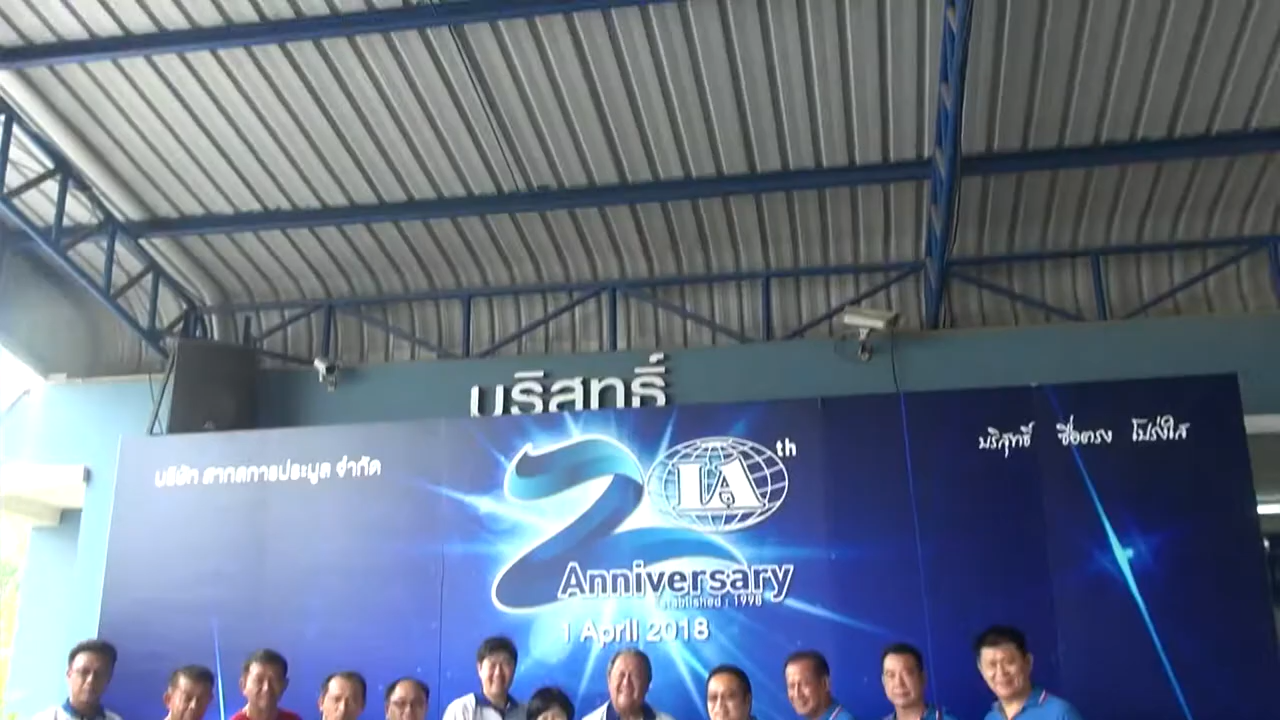 บริสุทธิ์
บริษัท สากลการประมูล จำกัด
บริสุทธิ์ ซื่อตรง โปร่งใส
20th
IA
Anniversary
Established : 1998
1 April 2018